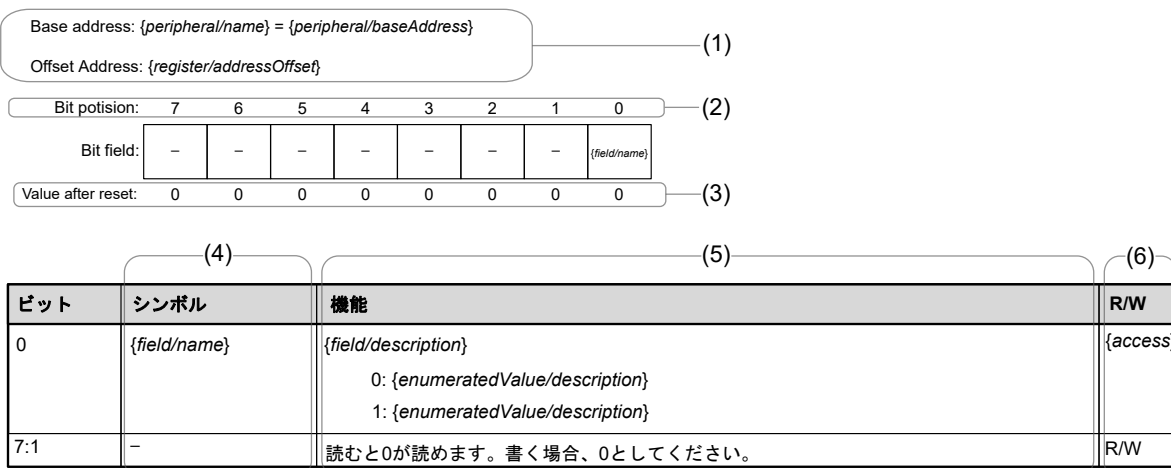 Base address: {peripheral/name} = {peripheral/baseAddress}
(1)
Offset Address: {register/addressOffset}
Bit potision: 7 6 5 4 3 2 1 0 (2)
Bit field: – – – – – – – {field/name}
Value after reset: 0 0 0 0 0 0 0 0 (3)
(4) (5) (6)
ビット シンボル 機能 R/W
0 {field/name} {field/description} {access}
0: {enumeratedValue/description}
1: {enumeratedValue/description}
7:1 – 読むと0が読めます。書く場合、0としてください。 R/W